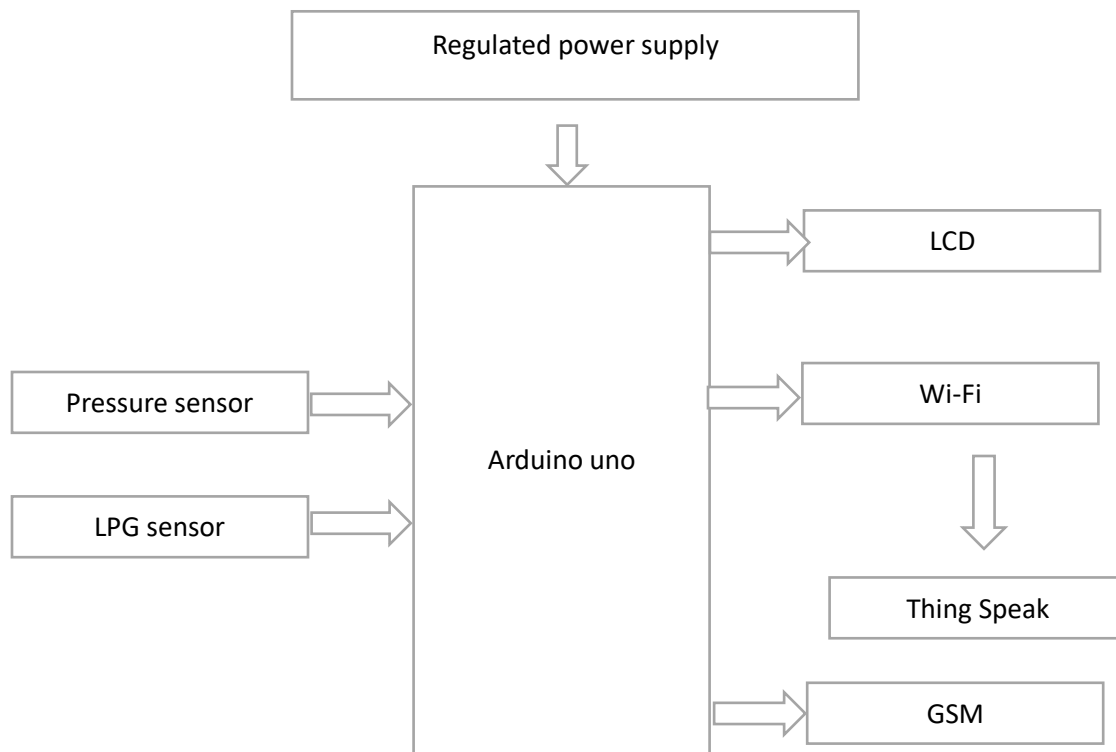 Regulated power supply
LCD
Pressure sensor
Wi-Fi
Arduino uno
LPG sensor
Thing Speak
GSM